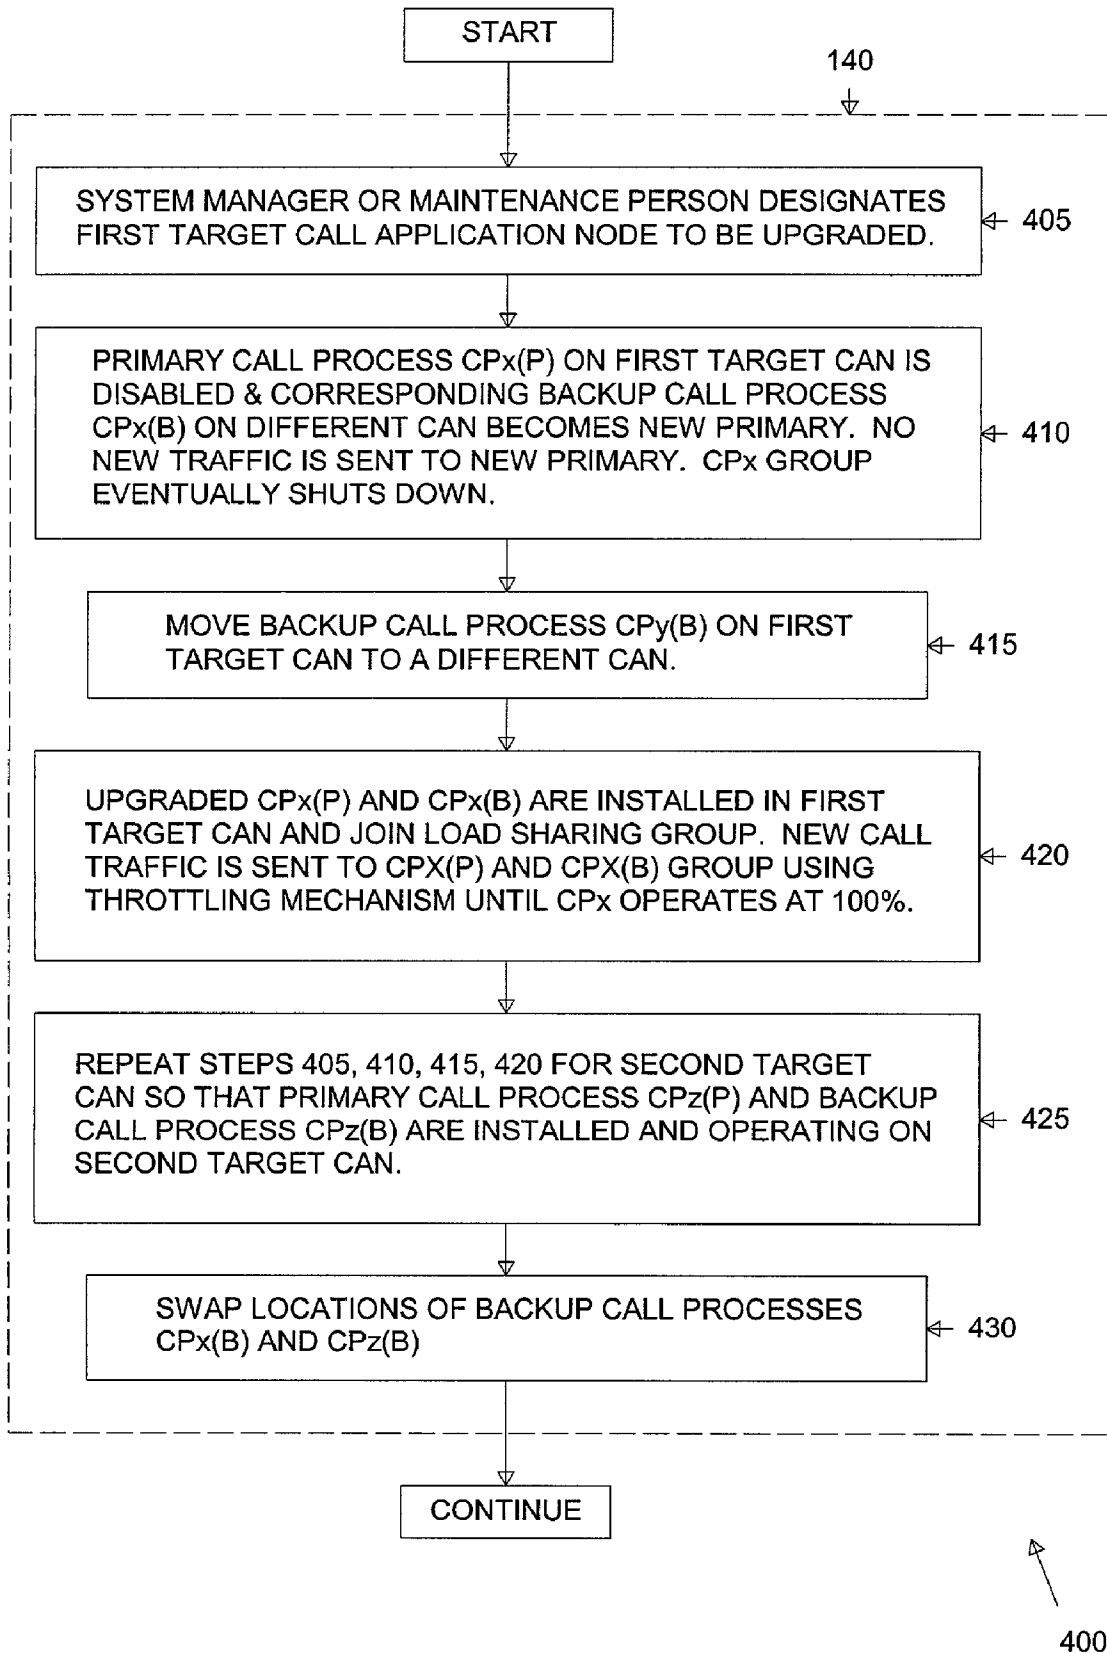 START
140
SYSTEM MANAGER OR MAINTENANCE PERSON DESIGNATES
FIRST TARGET CALL APPLICATION NODE TO BE UPGRADED.
405
PRIMARY CALL PROCESS CPx(P) ON FIRST TARGET CAN IS
DISABLED & CORRESPONDING BACKUP CALL PROCESS
CPx(B) ON DIFFERENT CAN BECOMES NEW PRIMARY. NO
NEW TRAFFIC IS SENT TO NEW PRIMARY. CPx GROUP
EVENTUALLY SHUTS DOWN.
410
MOVE BACKUP CALL PROCESS CPy(B) ON FIRST
TARGET CAN TO A DIFFERENT CAN.
415
UPGRADED CPx(P) AND CPx(B) ARE INSTALLED IN FIRST
TARGET CAN AND JOIN LOAD SHARING GROUP. NEW CALL
TRAFFIC IS SENT TO CPX(P) AND CPX(B) GROUP USING
THROTTLING MECHANISM UNTIL CPx OPERATES AT 100%.
420
REPEAT STEPS 405, 410, 415, 420 FOR SECOND TARGET
CAN SO THAT PRIMARY CALL PROCESS CPz(P) AND BACKUP
CALL PROCESS CPz(B) ARE INSTALLED AND OPERATING ON
SECOND TARGET CAN.
425
SWAP LOCATIONS OF BACKUP CALL PROCESSES
CPx(B) AND CPz(B)
430
CONTINUE
400